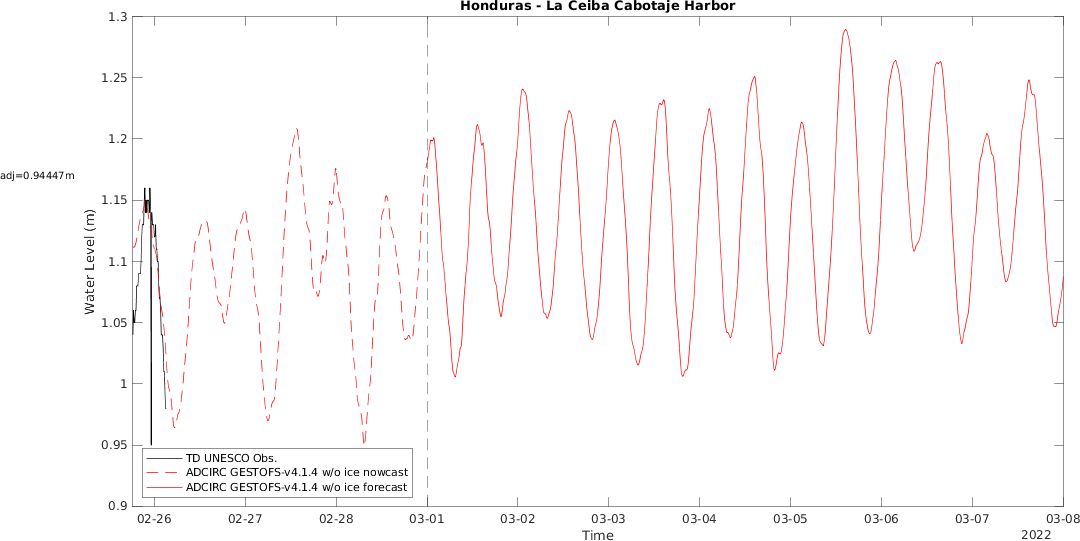 Honduras - La Ceiba Cabotaje Harbor
adj=0.94447m
Water Level (m)
1.3
1.25
1.2
1.15
1.1
1.05
1
0.95
0.9
TD UNESCO Obs.
ADCIRC GESTOFS-v4.1.4 w/o ice nowcast
ADCIRC GESTOFS-v4.1.4 w/o ice forecast
02-26 02-27 02-28 03-01 03-02 03-03 03-04 03-05 03-06 03-07 03-08
Time
2022